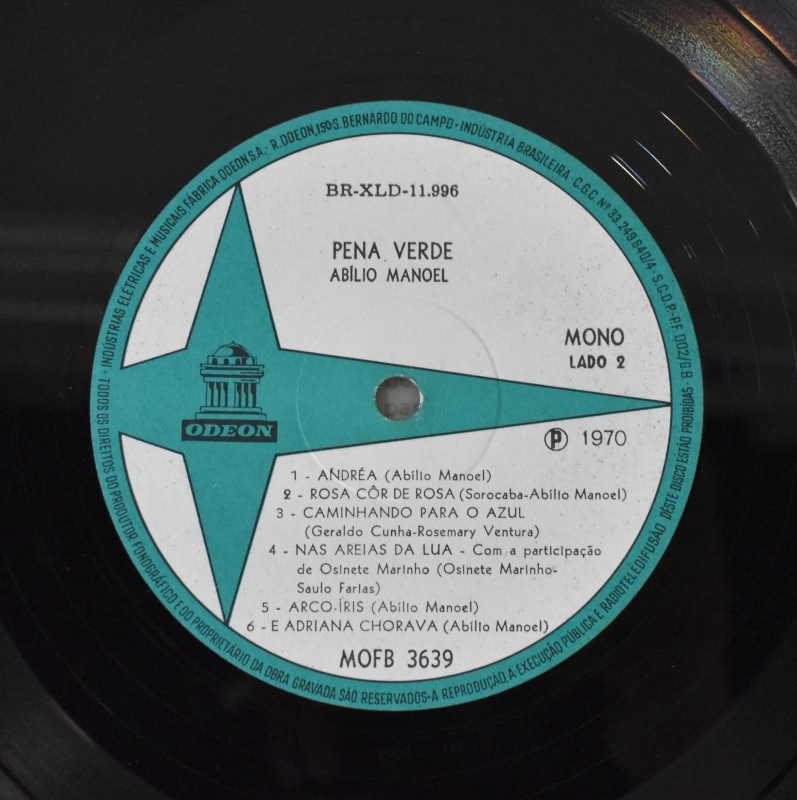 BR-XLD-11.996
PENA VERDE
ABÍLIO MANOEL
MONO
LADO 2
ODEON
℗ 1970
1 - ANDRÉA (Abílio Manoel)
2 - ROSA CÔR DE ROSA (Sorocaba-Abílio Manoel)
3 - CAMINHANDO PARA O AZUL
(Geraldo Cunha-Rosemary Ventura)
4 - NAS AREIAS DA LUA - Com a participação
de Osinete Marinho (Osinete Marinho-
Saulo Farias)
5 - ARCO-ÍRIS (Abílio Manoel)
6 - E ADRIANA CHORAVA (Abílio Manoel)
MOFB 3639
INDÚSTRIAS ELÉTRICAS E MUSICAIS FÁBRICA ODEON S.A. - R. ODEON, 150-S. BERNARDO DO CAMPO - INDÚSTRIA BRASILEIRA - C.G.C. Nº 33.249.640/4 - S.C.D.P.-P.F. 002/G.B
TODOS OS DIREITOS DO PRODUTOR FONOGRÁFICO E DO PROPRIETÁRIO DA OBRA GRAVADA SÃO RESERVADOS-A REPRODUÇÃO, A EXECUÇÃO PÚBLICA E RADIOTELEDIFUSÃO DÊSTE DISCO ESTÃO PROIBIDAS -